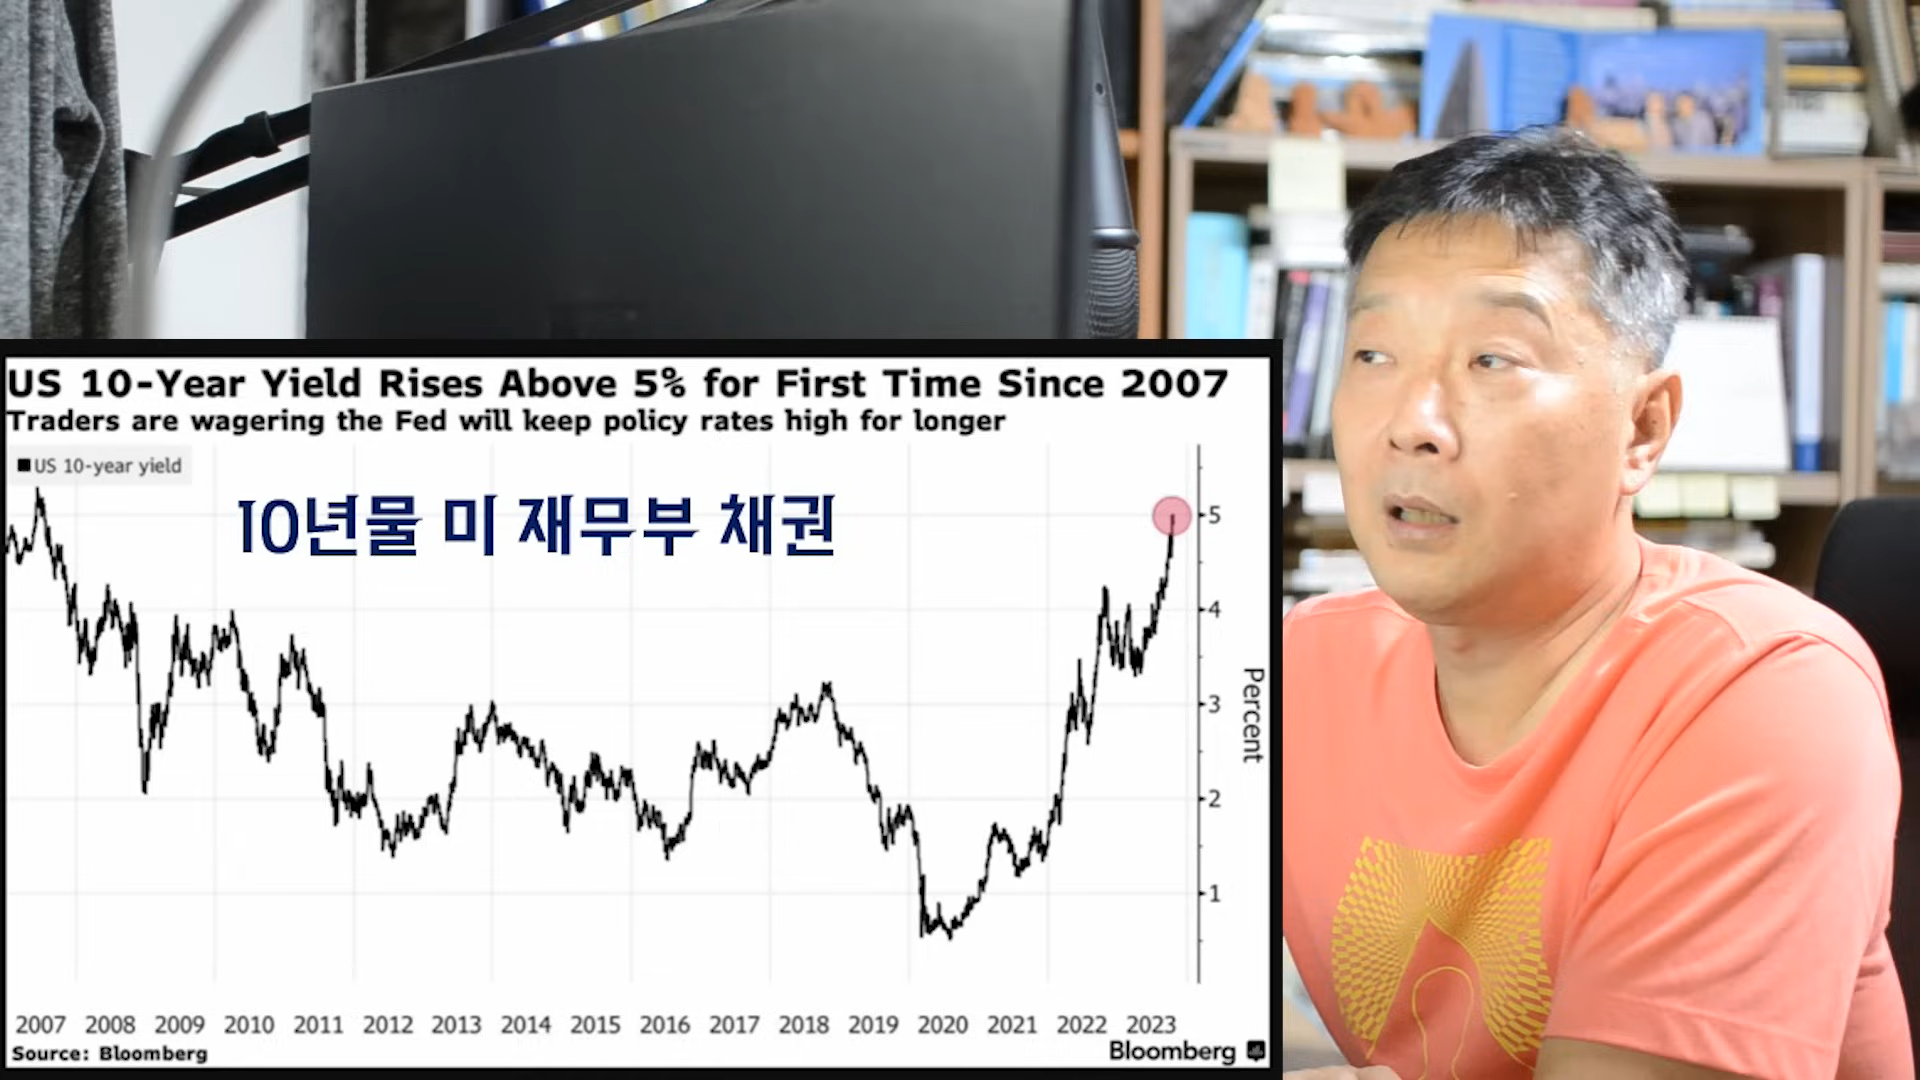 US 10-Year Yield Rises Above 5% for First Time Since 2007
Traders are wagering the Fed will keep policy rates high for longer
US 10-year yield
10년물 미 재무부 채권
5
4
3
2
1
Percent
2007 2008 2009 2010 2011 2012 2013 2014 2015 2016 2017 2018 2019 2020 2021 2022 2023
Source: Bloomberg
Bloomberg